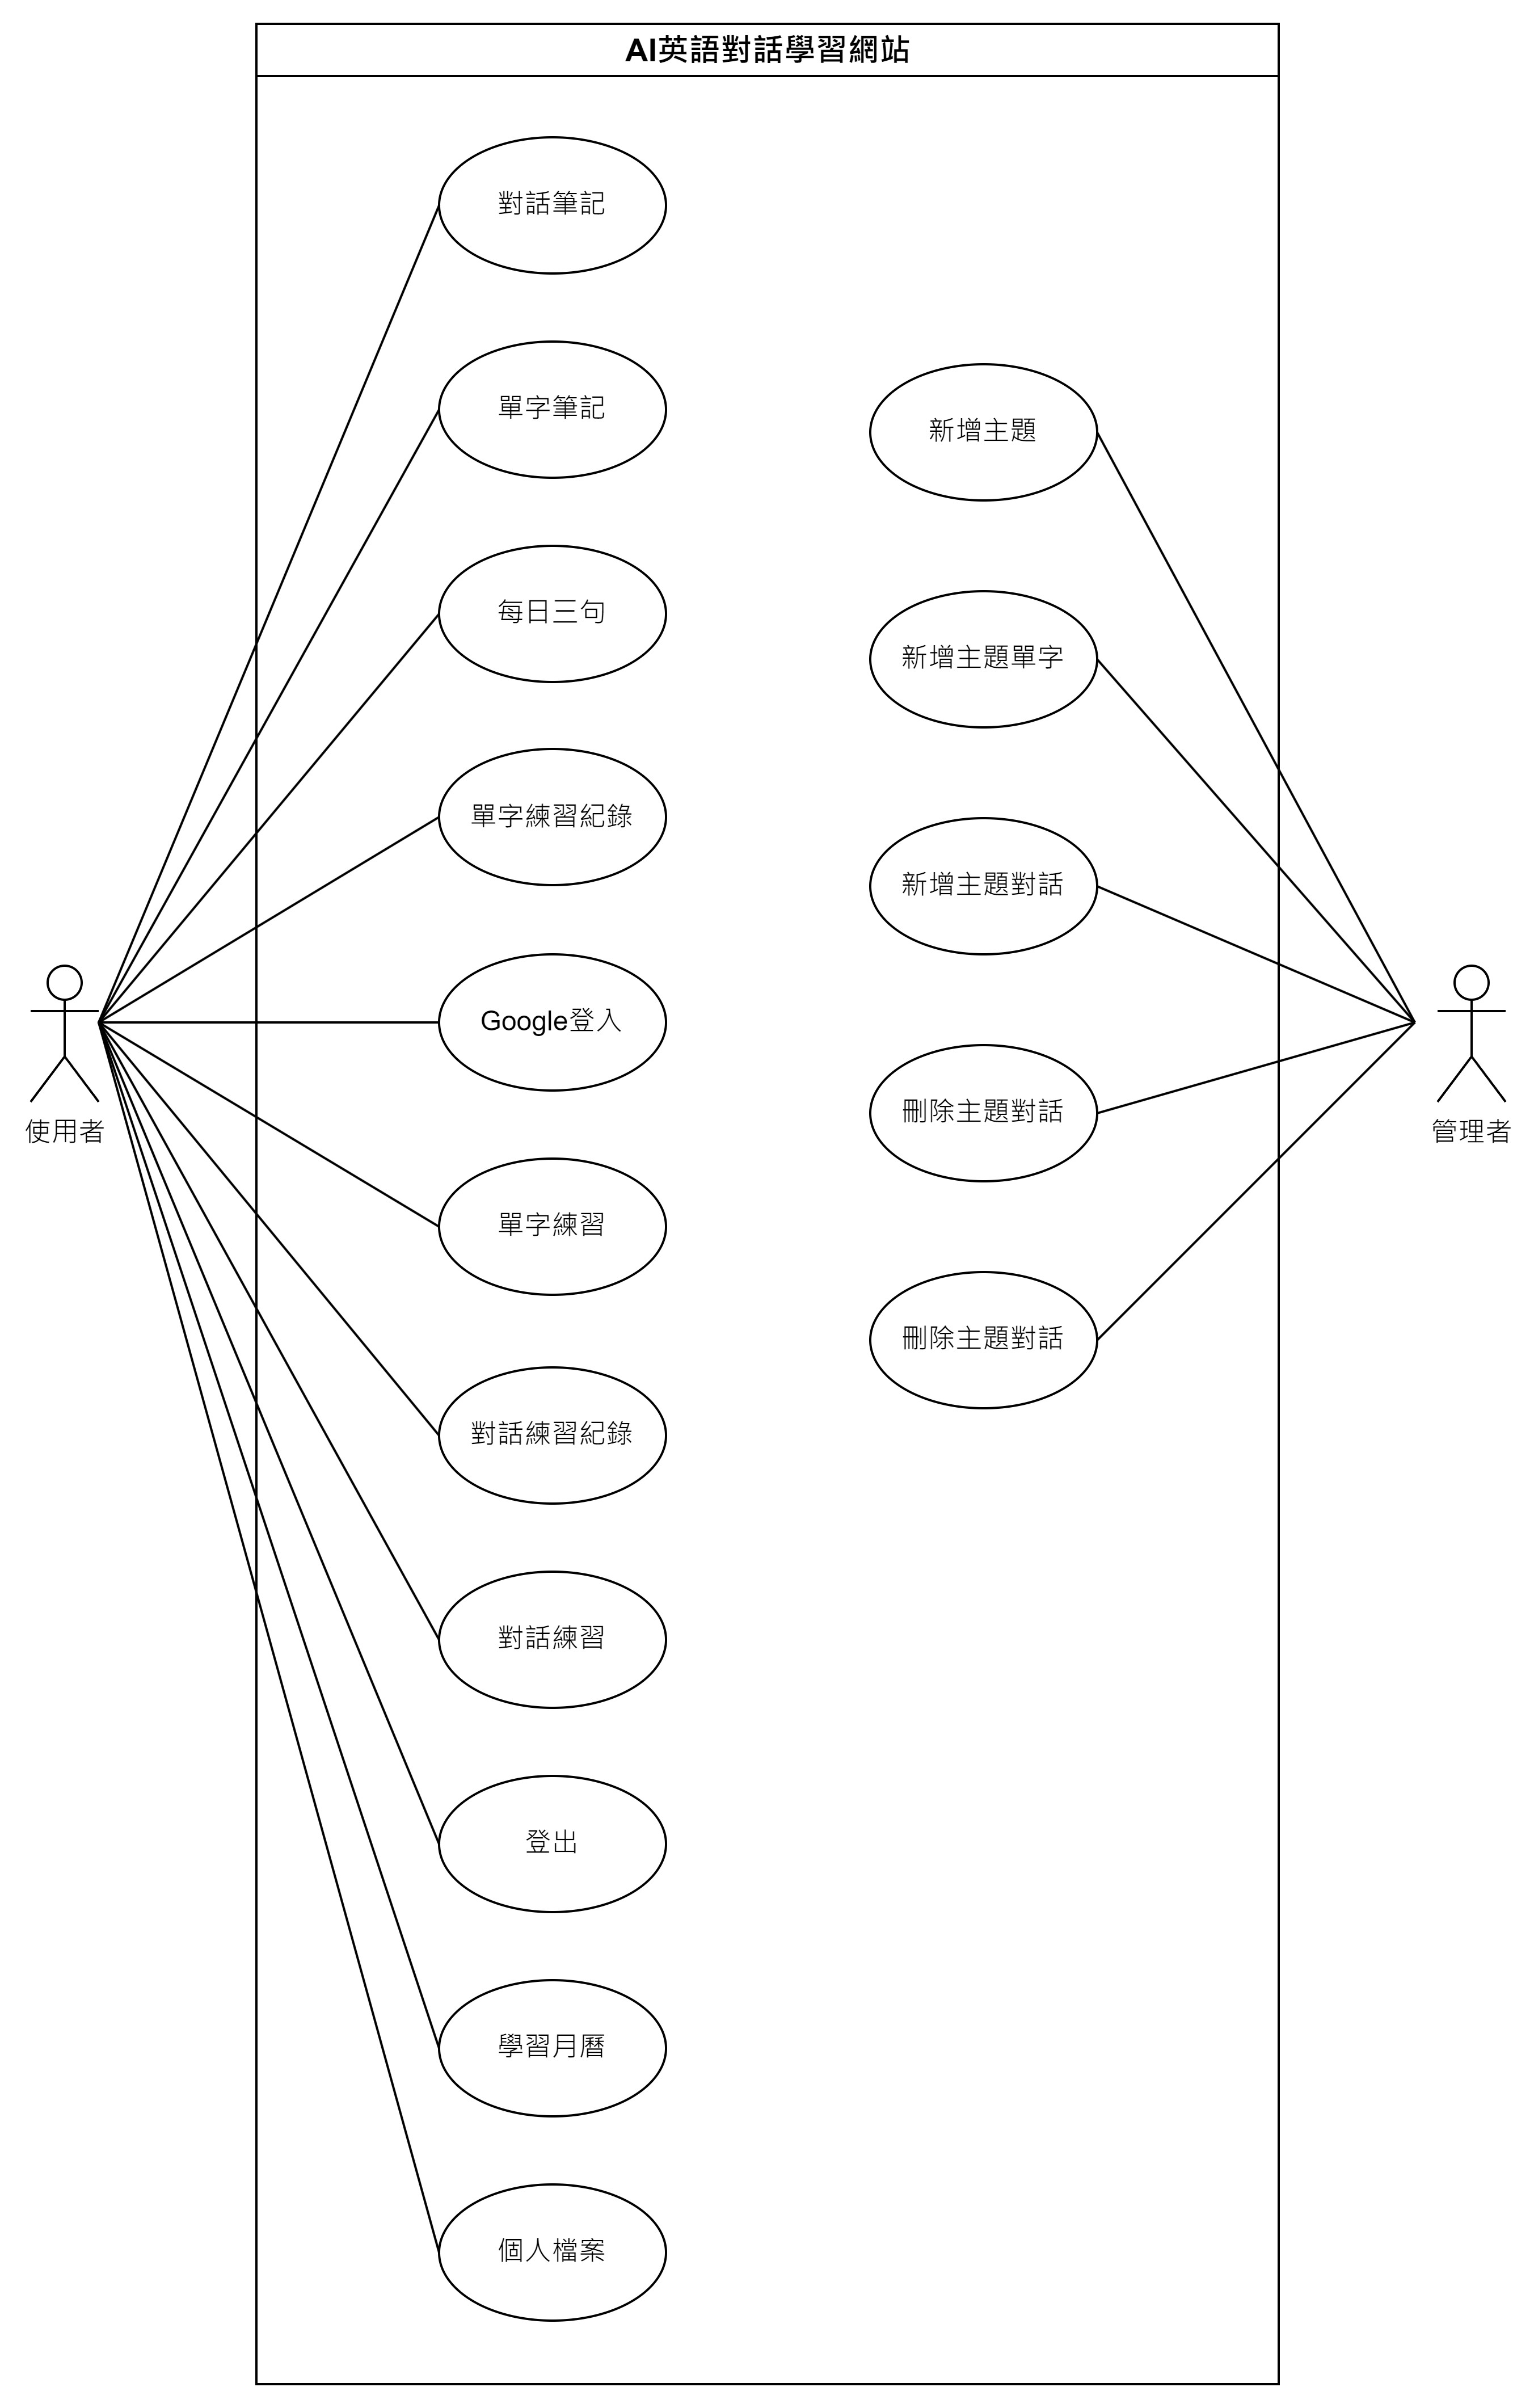 AI英語對話學習網站
對話筆記
單字筆記
每日三句
單字練習紀錄
Google登入
單字練習
對話練習紀錄
對話練習
登出
學習月曆
個人檔案
新增主題
新增主題單字
新增主題對話
刪除主題對話
刪除主題對話
使用者
管理者